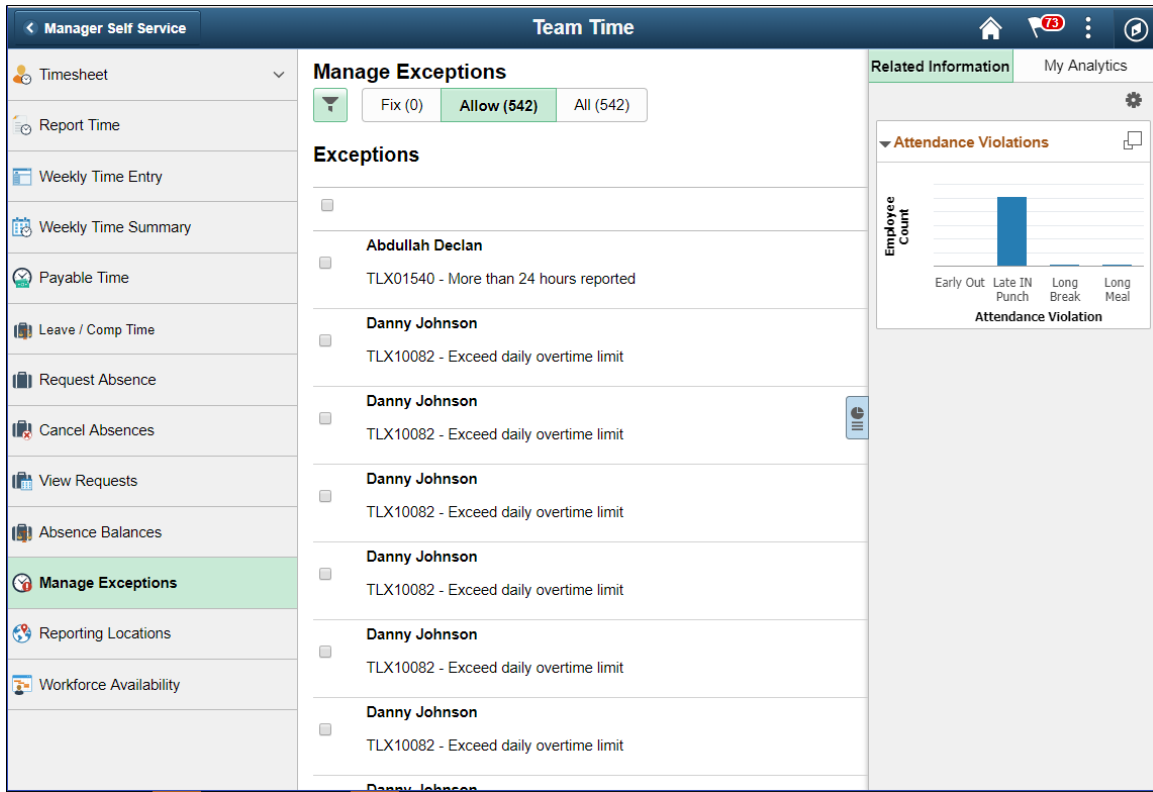 Manager Self Service
Team Time
73
Timesheet
Report Time
Weekly Time Entry
Weekly Time Summary
Payable Time
Leave / Comp Time
Request Absence
Cancel Absences
View Requests
Absence Balances
Manage Exceptions
Reporting Locations
Workforce Availability
Manage Exceptions
Fix (0) Allow (542) All (542)
Exceptions
Abdullah Declan
TLX01540 - More than 24 hours reported
Danny Johnson
TLX10082 - Exceed daily overtime limit
Danny Johnson
TLX10082 - Exceed daily overtime limit
Danny Johnson
TLX10082 - Exceed daily overtime limit
Danny Johnson
TLX10082 - Exceed daily overtime limit
Danny Johnson
TLX10082 - Exceed daily overtime limit
Danny Johnson
TLX10082 - Exceed daily overtime limit
Danny Johnson
Related Information My Analytics
Attendance Violations
Employee
Count
Early Out Late IN Long Long
Punch Break Meal
Attendance Violation